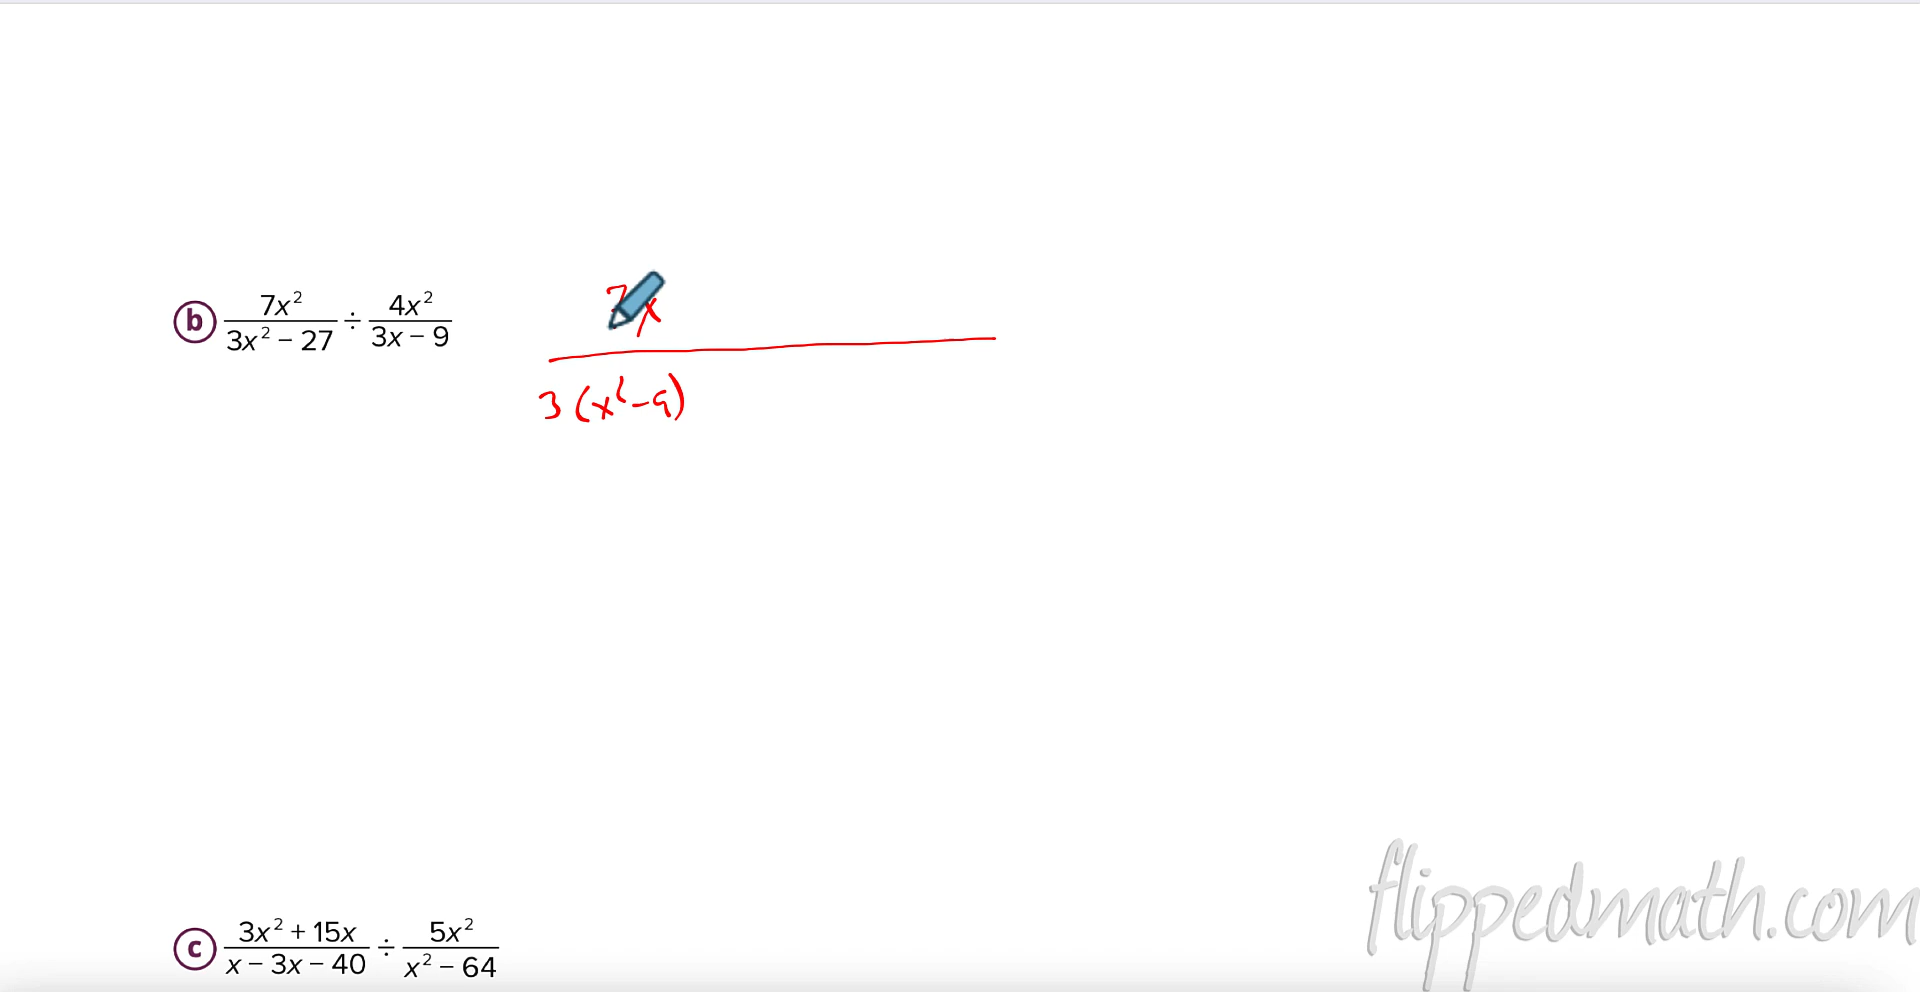 b 7x² / 3x² − 27 ÷ 4x² / 3x − 9
7x
3(x²-9)
c 3x² + 15x / x − 3x − 40 ÷ 5x² / x² − 64
flippedmath.com